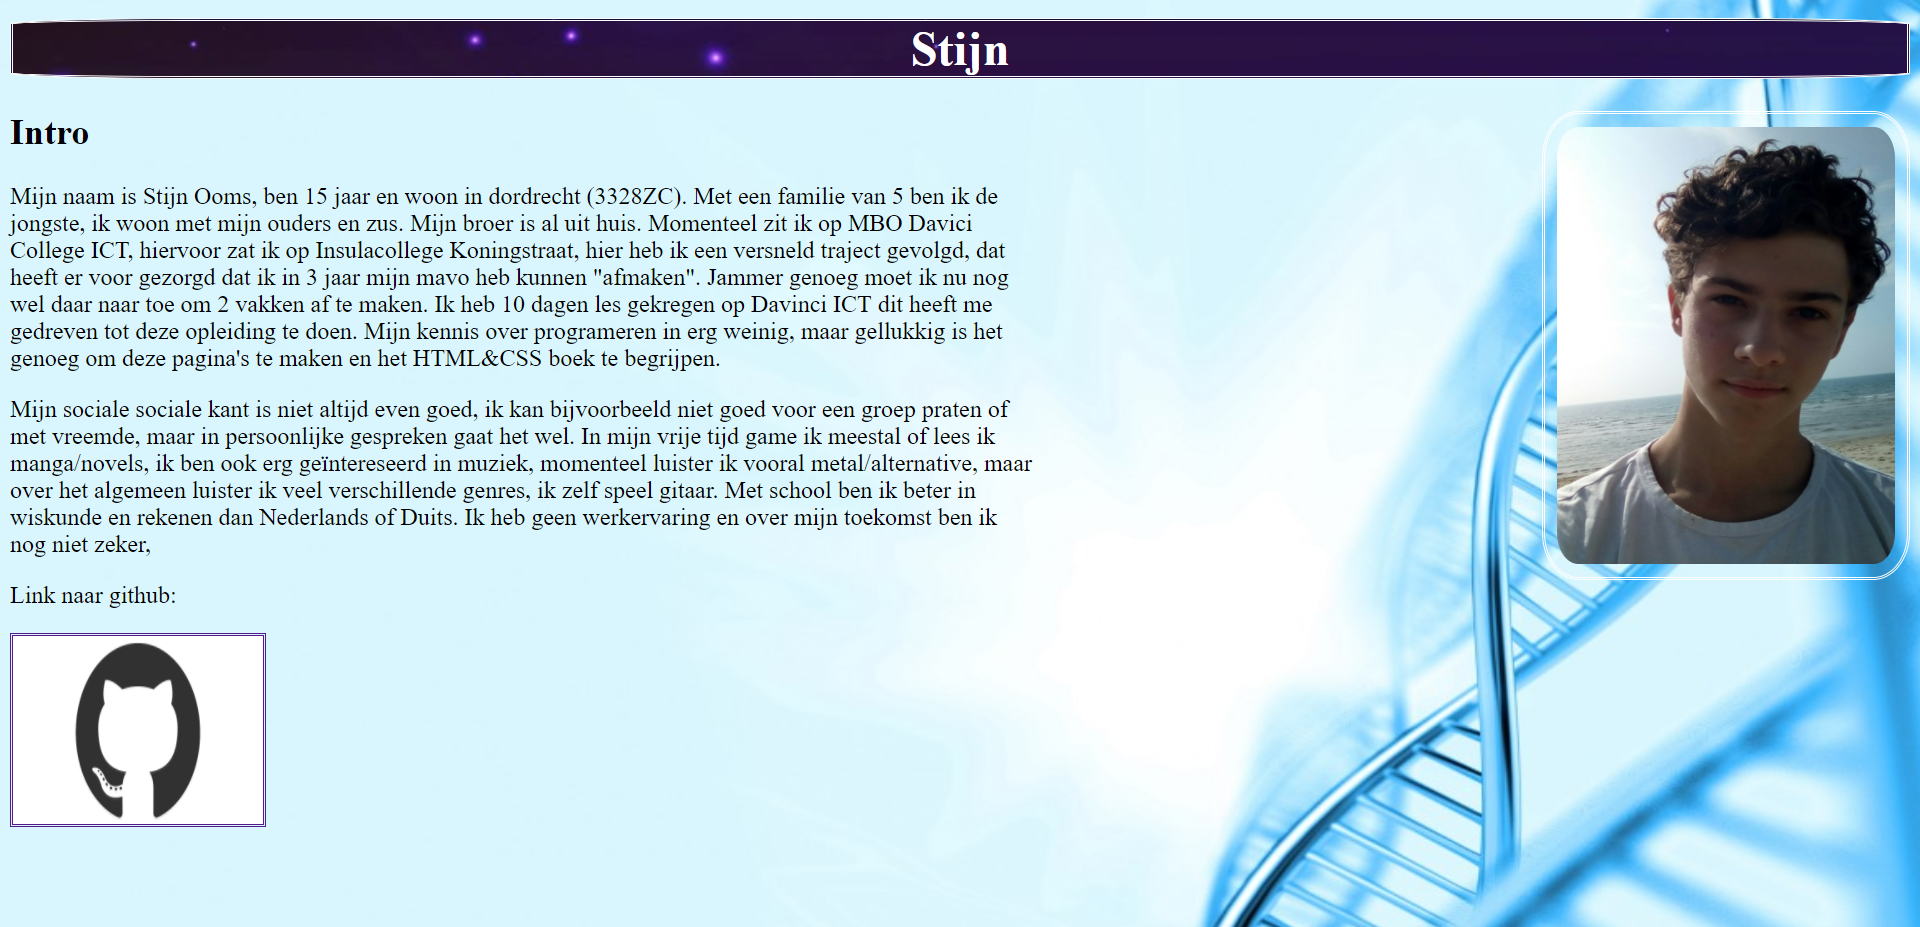 Stijn
Intro
Mijn naam is Stijn Ooms, ben 15 jaar en woon in dordrecht (3328ZC). Met een familie van 5 ben ik de
jongste, ik woon met mijn ouders en zus. Mijn broer is al uit huis. Momenteel zit ik op MBO Davici
College ICT, hiervoor zat ik op Insulacollege Koningstraat, hier heb ik een versneld traject gevolgd, dat
heeft er voor gezorgd dat ik in 3 jaar mijn mavo heb kunnen "afmaken". Jammer genoeg moet ik nu nog
wel daar naar toe om 2 vakken af te maken. Ik heb 10 dagen les gekregen op Davinci ICT dit heeft me
gedreven tot deze opleiding te doen. Mijn kennis over programeren in erg weinig, maar gellukkig is het
genoeg om deze pagina's te maken en het HTML&CSS boek te begrijpen.
Mijn sociale sociale kant is niet altijd even goed, ik kan bijvoorbeeld niet goed voor een groep praten of
met vreemde, maar in persoonlijke gespreken gaat het wel. In mijn vrije tijd game ik meestal of lees ik
manga/novels, ik ben ook erg geïntereseerd in muziek, momenteel luister ik vooral metal/alternative, maar
over het algemeen luister ik veel verschillende genres, ik zelf speel gitaar. Met school ben ik beter in
wiskunde en rekenen dan Nederlands of Duits. Ik heb geen werkervaring en over mijn toekomst ben ik
nog niet zeker,
Link naar github: